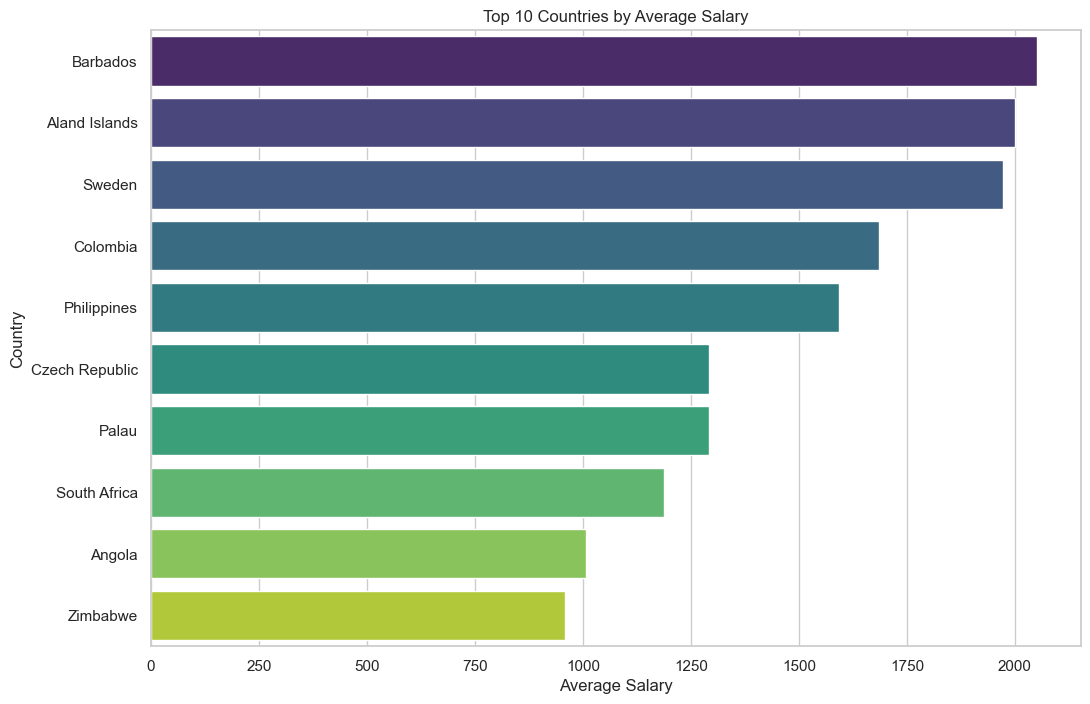 Top 10 Countries by Average Salary
Country
Barbados
Aland Islands
Sweden
Colombia
Philippines
Czech Republic
Palau
South Africa
Angola
Zimbabwe
0 250 500 750 1000 1250 1500 1750 2000
Average Salary